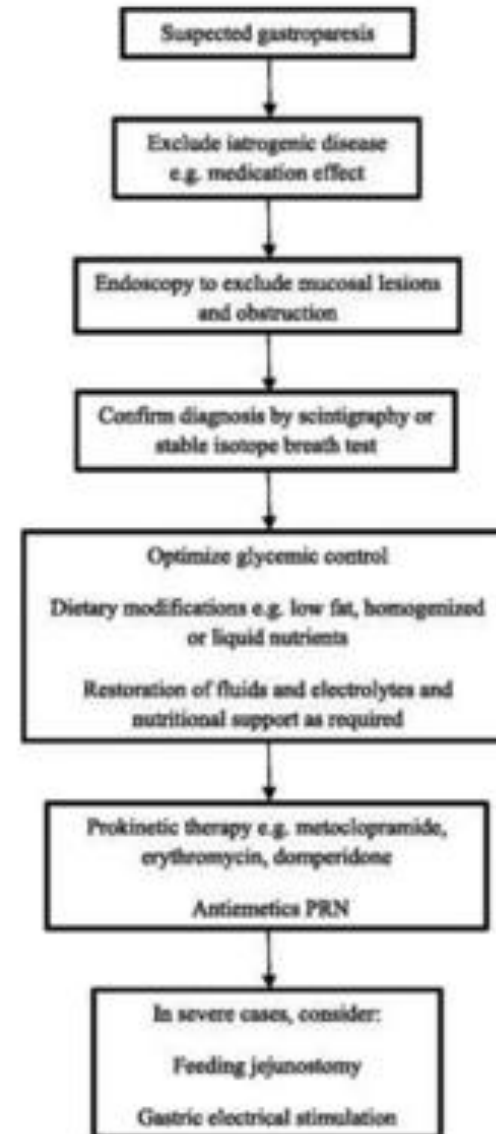 Suspected gastroparesis
Exclude iatrogenic disease
e.g. medication effect
Endoscopy to exclude mucosal lesions
and obstruction
Confirm diagnosis by scintigraphy or
stable isotope breath test
Optimize glycemic control
Dietary modifications e.g. low fat, homogenized
or liquid nutrients
Restoration of fluids and electrolytes and
nutritional support as required
Prokinetic therapy e.g. metoclopramide,
erythromycin, domperidone
Antiemetics PRN
In severe cases, consider:
Feeding jejunostomy
Gastric electrical stimulation